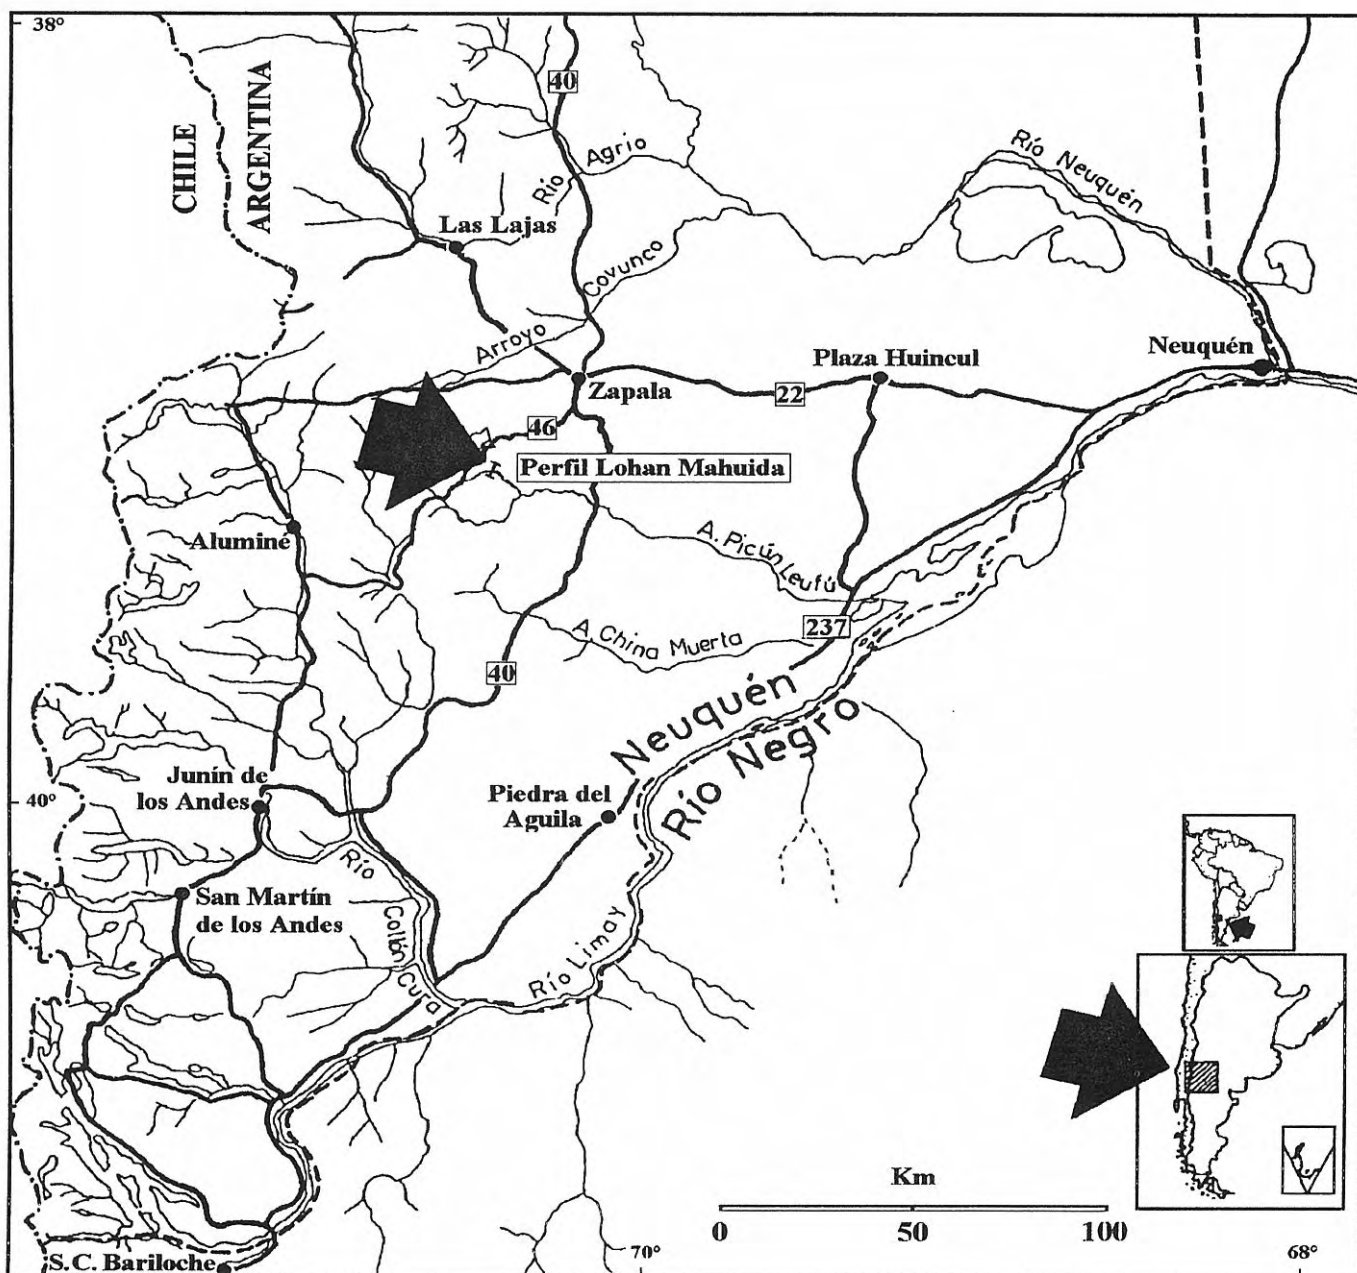 38°
40
CHILE
ARGENTINA
Río Agrio
Río Neuquén
Las Lajas
Arroyo Covunco
Plaza Huincul
Neuquén
Zapala
22
46
Perfil Lohan Mahuida
Aluminé
A. Picún Leufú
237
A. China Muerta
40
Neuquén
Río Negro
Junín de
los Andes
40°
Piedra del
Aguila
Río Collón Cura
San Martín
de los Andes
Río Limay
Km
0 50 100
S.C. Bariloche
70°
68°